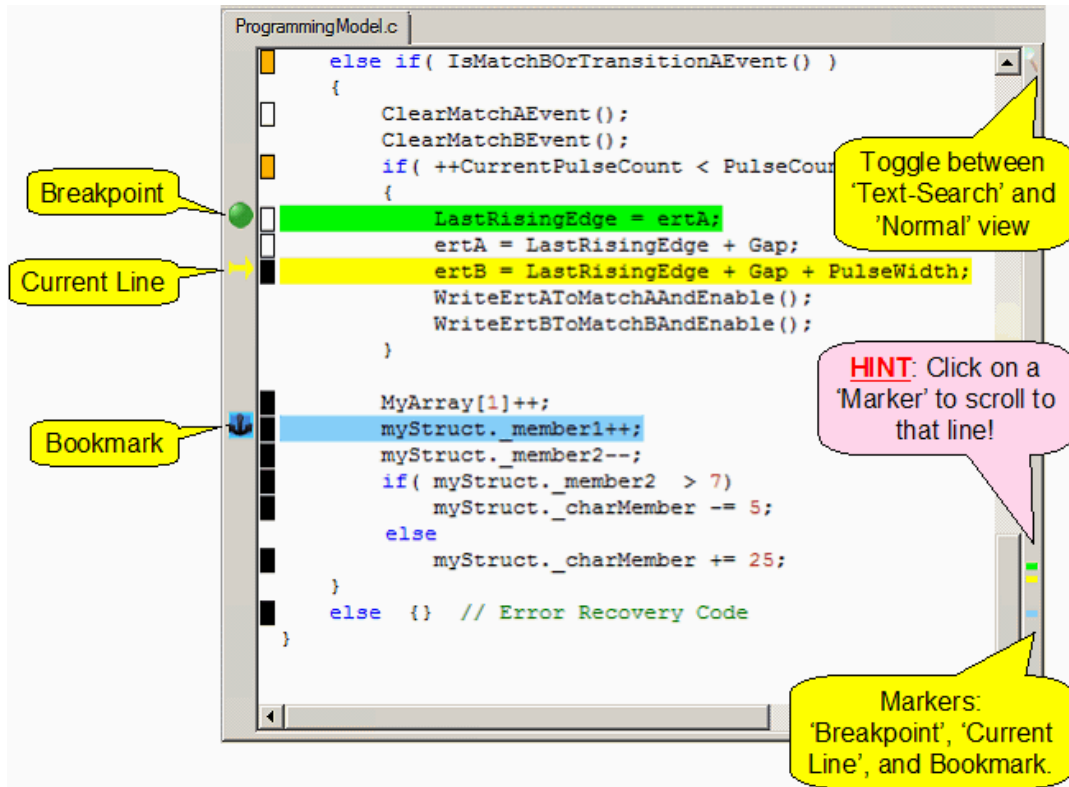 ProgrammingModel.c
else if( IsMatchBOrTransitionAEvent() )
{
ClearMatchAEvent();
ClearMatchBEvent();
if( ++CurrentPulseCount < PulseCou
{
LastRisingEdge = ertA;
ertA = LastRisingEdge + Gap;
ertB = LastRisingEdge + Gap + PulseWidth;
WriteErtAToMatchAAndEnable();
WriteErtBToMatchBAndEnable();
}
MyArray[1]++;
myStruct._member1++;
myStruct._member2--;
if( myStruct._member2  > 7)
myStruct._charMember -= 5;
else
myStruct._charMember += 25;
}
else  {}  // Error Recovery Code
}
Breakpoint
Current Line
Bookmark
Toggle between
‘Text-Search’ and
’Normal’ view
HINT: Click on a
‘Marker’ to scroll to
that line!
Markers:
‘Breakpoint’, ‘Current
Line’, and Bookmark.